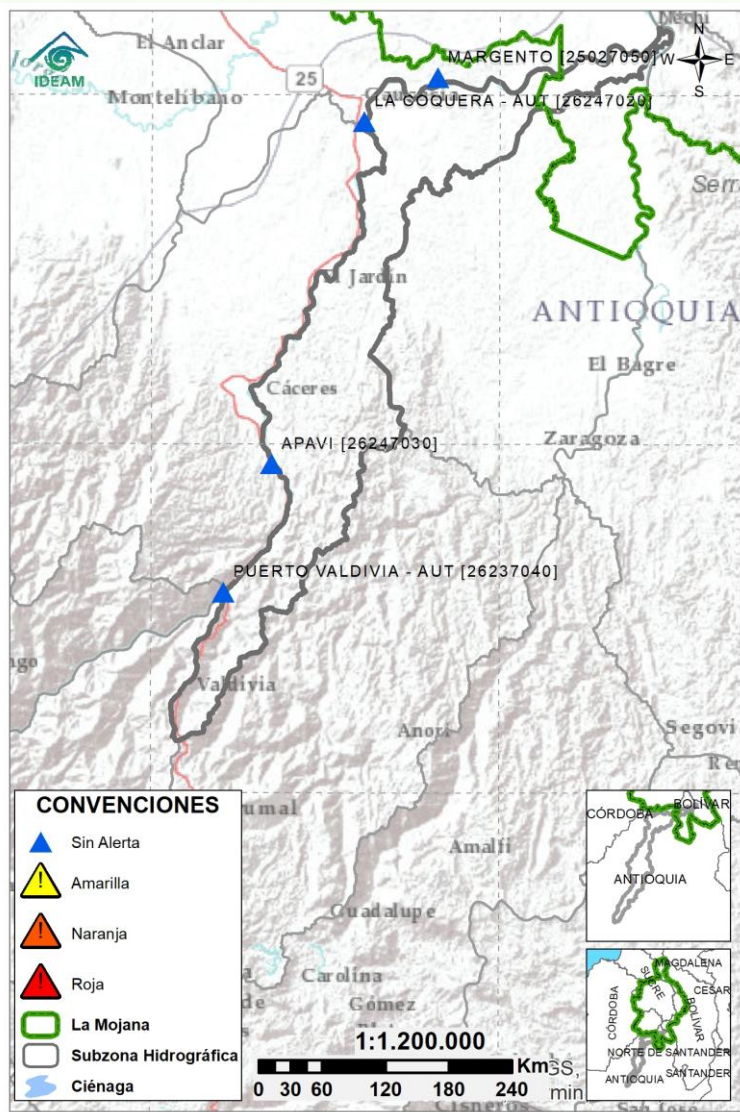 Nechí
El Anclar
N
MARGENTO [25027050]
W
E
IDEAM
25
S
Montelíbano
LA COQUERA - AUT [26247020]
El Jardín
ANTIOQUIA
El Bagre
Cáceres
Zaragoza
APAVI [26247030]
PUERTO VALDIVIA - AUT [26237040]
Valdivia
Anorí
Segovi
CONVENCIONES
Sin Alerta
Amarilla
Naranja
Roja
La Mojana
Subzona Hidrográfica
Ciénaga
Amalfi
Guadalupe
Carolina
Gómez
1:1.200.000
Km
0 30 60 120 180 240
GS,
min
Cisneros
CÓRDOBA
BOLÍVAR
ANTIOQUIA
MAGDALENA
SUCRE
CESAR
CÓRDOBA
BOLÍVAR
NORTE DE SANTANDER
SANTANDER
ANTIOQUIA